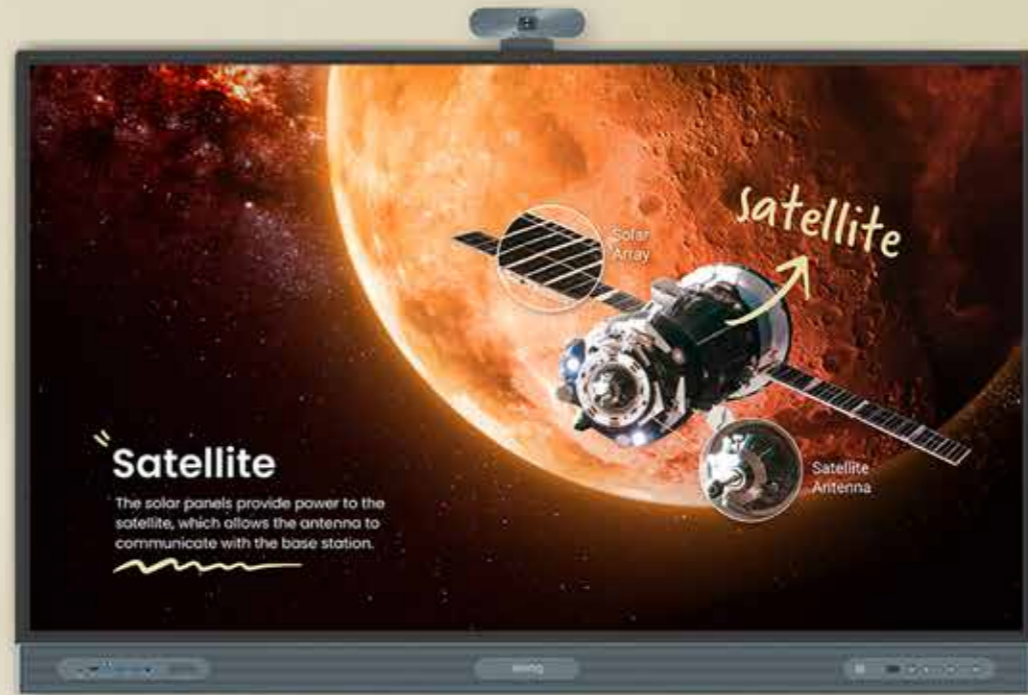 satellite
Solar
Array
Satellite
Antenna
Satellite
The solar panels provide power to the
satellite, which allows the antenna to
communicate with the base station.